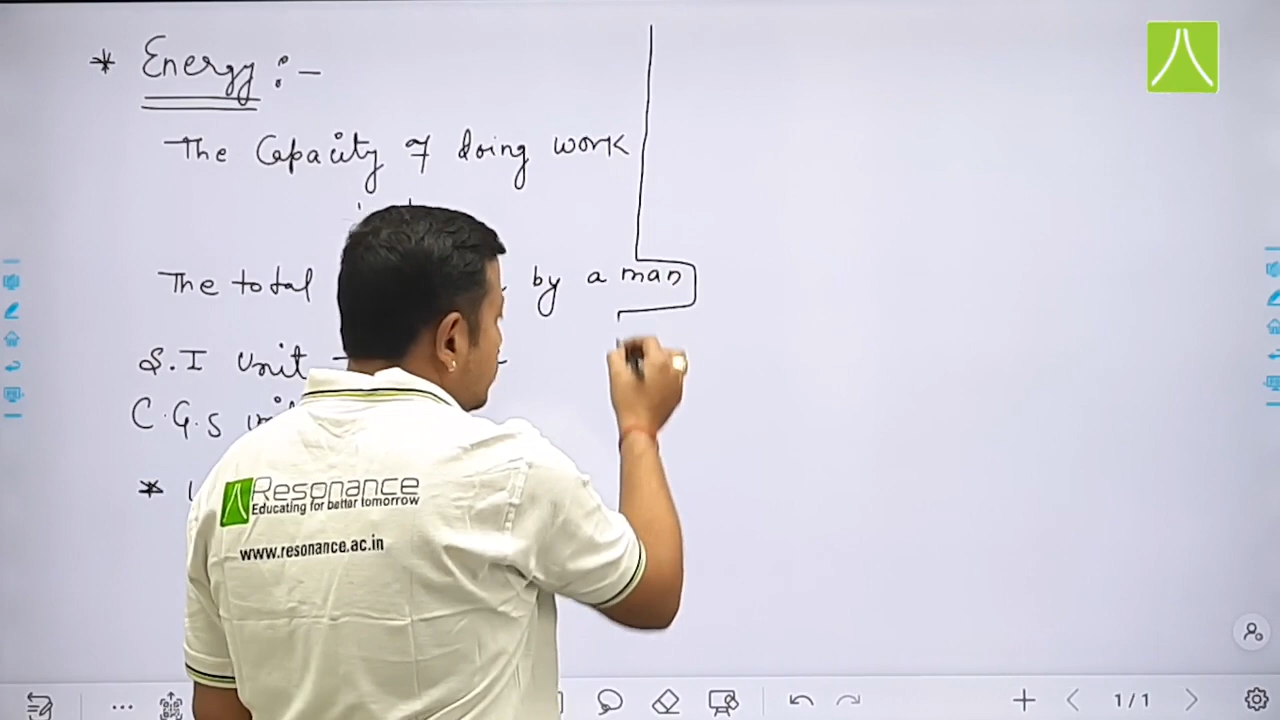 * Energy :-
The Capacity of doing work
The total by a man
S.I Unit
C.G.S
*
Resonance
Educating for better tomorrow
www.resonance.ac.in
1 / 1